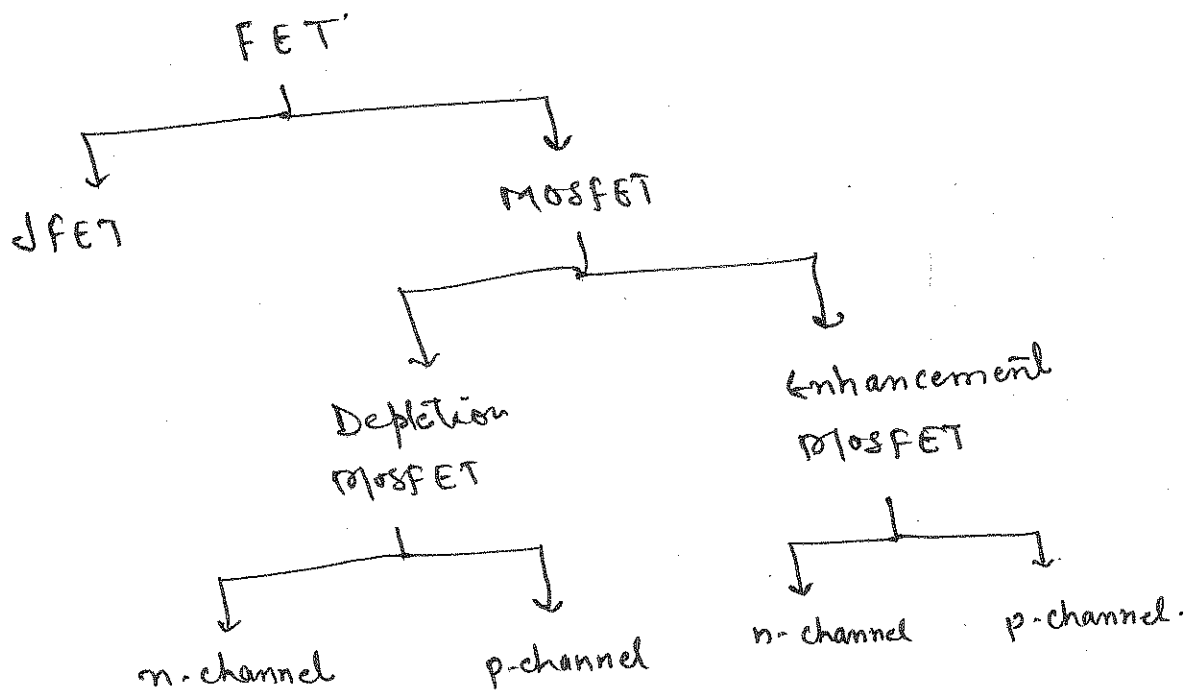 FET
JFET
MOSFET
Depletion
MOSFET
Enhancement
MOSFET
n-channel
p-channel
n-channel
p-channel.